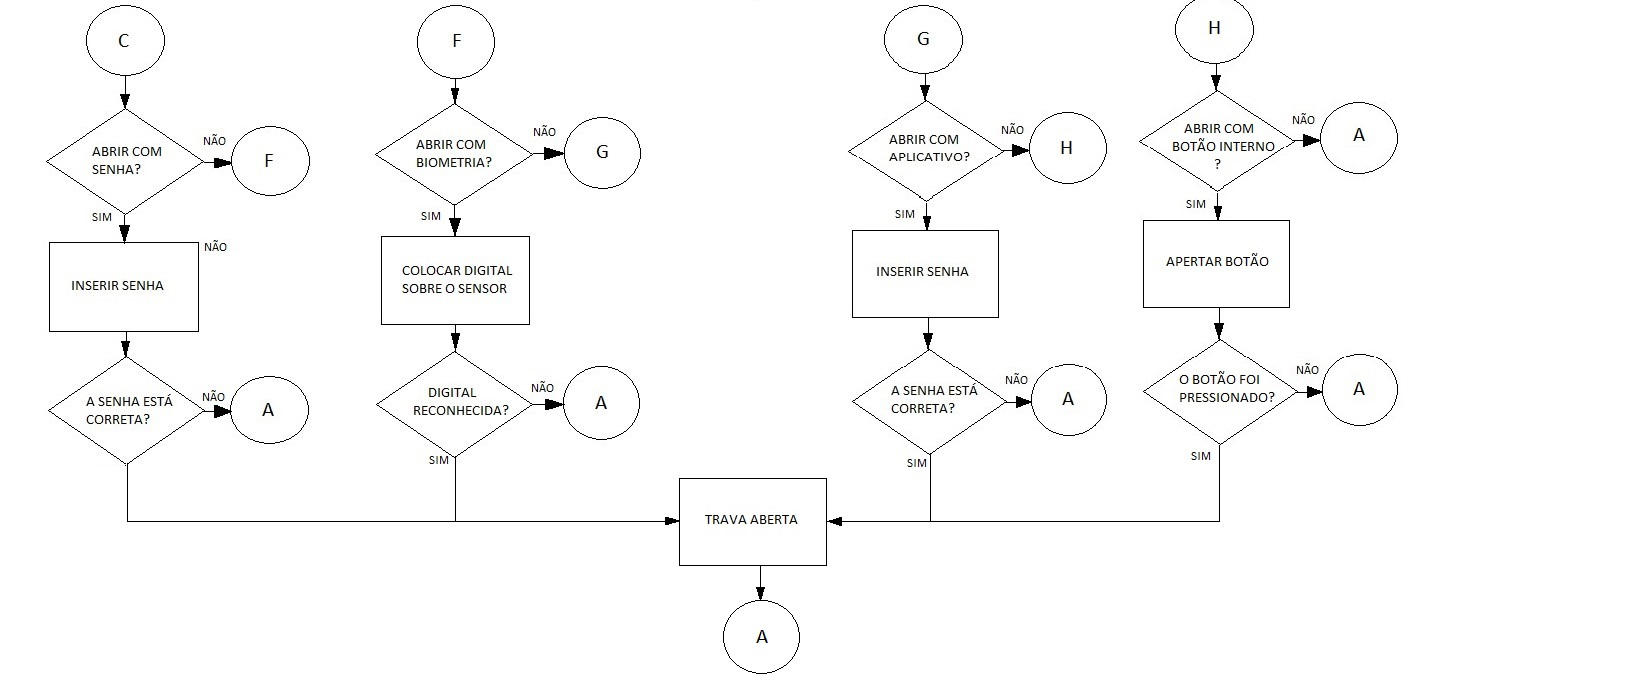 C
ABRIR COM
SENHA?
NÃO
F
SIM
NÃO
INSERIR SENHA
A SENHA ESTÁ
CORRETA?
NÃO
A
F
ABRIR COM
BIOMETRIA?
NÃO
G
SIM
COLOCAR DIGITAL
SOBRE O SENSOR
DIGITAL
RECONHECIDA?
NÃO
A
SIM
G
ABRIR COM
APLICATIVO?
NÃO
H
SIM
INSERIR SENHA
A SENHA ESTÁ
CORRETA?
NÃO
A
SIM
H
ABRIR COM
BOTÃO INTERNO
?
NÃO
A
SIM
APERTAR BOTÃO
O BOTÃO FOI
PRESSIONADO?
NÃO
A
SIM
TRAVA ABERTA
A